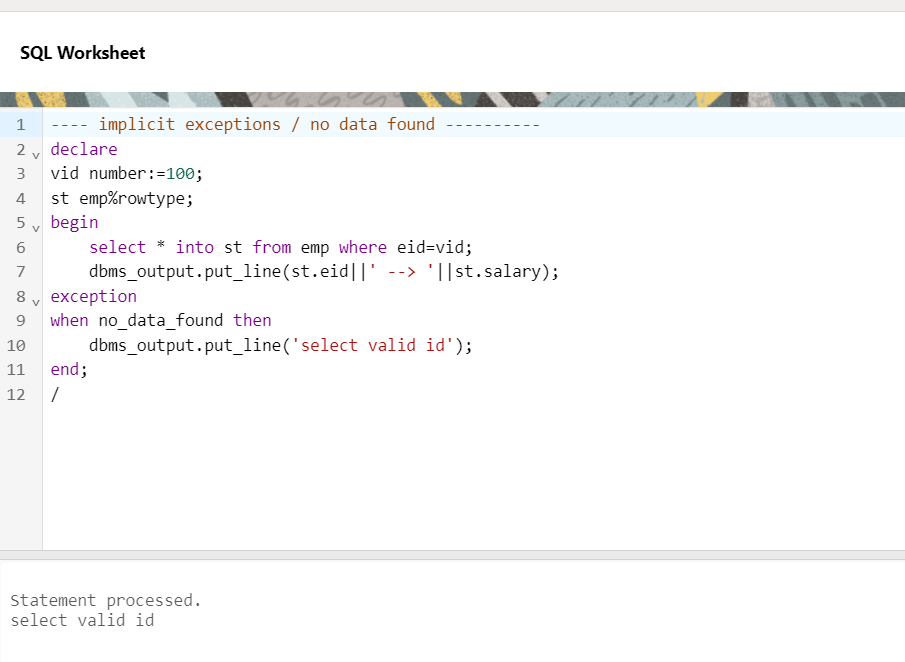 SQL Worksheet
1 ---- implicit exceptions / no data found ----------
2 declare
3 vid number:=100;
4 st emp%rowtype;
5 begin
6 select * into st from emp where eid=vid;
7 dbms_output.put_line(st.eid||' --> '||st.salary);
8 exception
9 when no_data_found then
10 dbms_output.put_line('select valid id');
11 end;
12 /
Statement processed.
select valid id